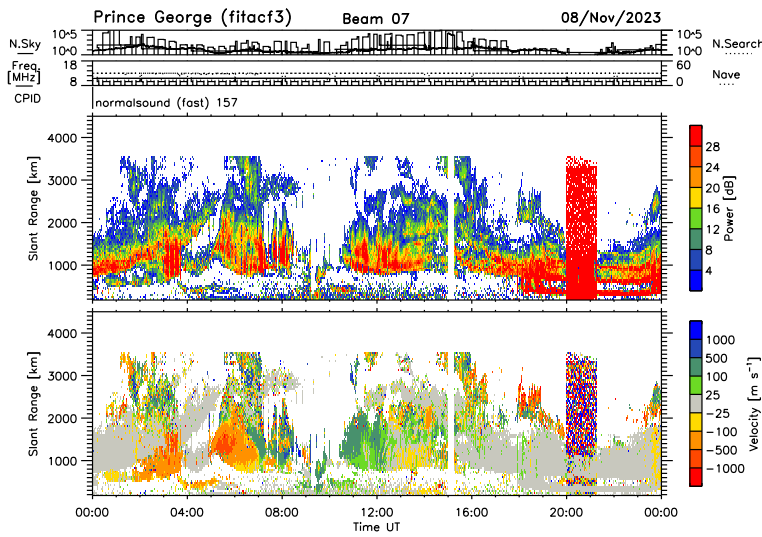 Prince George (fitacf3) Beam 07 08/Nov/2023
N.Sky 10^5 10^0 10^5 10^0 N.Search
Freq. [MHz] 18 8 60 0 Nave
CPID normalsound (fast) 157
Slant Range [km] 4000 3000 2000 1000
28 24 20 16 12 8 4 Power [dB]
Slant Range [km] 4000 3000 2000 1000
1000 500 100 25 -25 -100 -500 -1000 Velocity [m s⁻¹]
00:00 04:00 08:00 12:00 16:00 20:00 00:00
Time UT